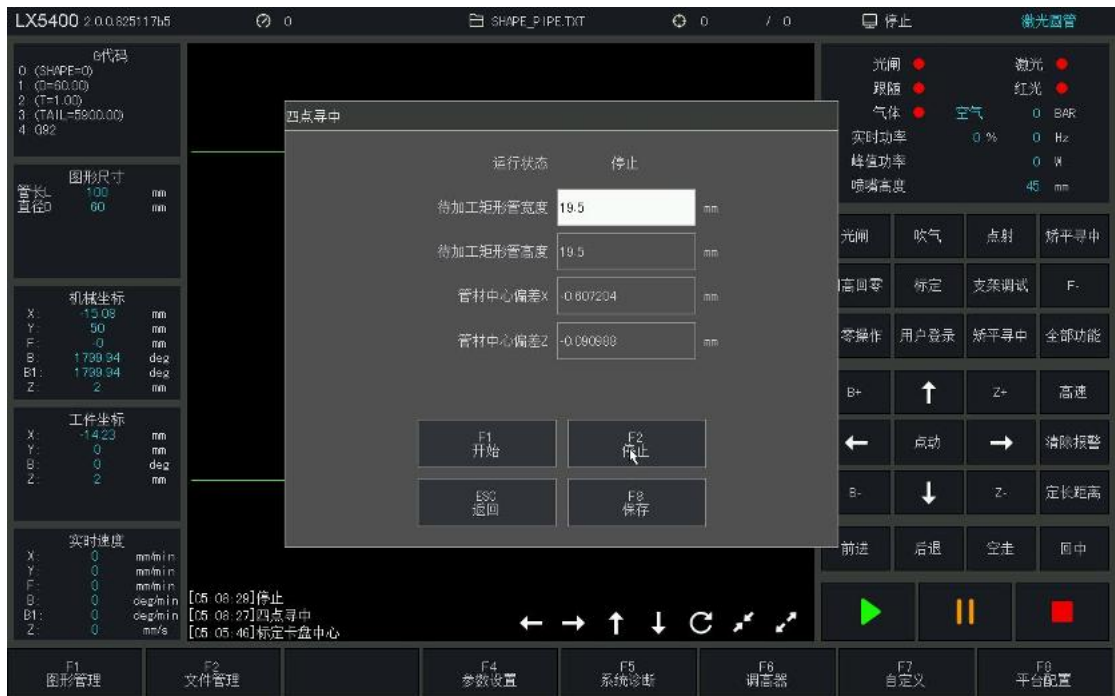 LX5400 2.0.0.825117b5 0 SHAPE_PIPE.TXT 0 / 0 停止 激光圆管
G代码
0 (SHAPE=0)
1 (D=60.00)
2 (T=1.00)
3 (TAIL=5900.00)
4 G92
图形尺寸
管长L 100 mm
直径D 60 mm
机械坐标
X: -15.08 mm
Y: 50 mm
F: -0 mm
B: 1799.94 deg
B1: 1799.94 deg
Z: 2 mm
工件坐标
X: -14.23 mm
Y: 0 mm
B: 0 deg
Z: 2 mm
实时速度
X: 0 mm/min
Y: 0 mm/min
F: 0 mm/min
B: 0 deg/min
B1: 0 deg/min
Z: 0 mm/s
四点寻中
运行状态 停止
待加工矩形管宽度 19.5 mm
待加工矩形管高度 19.5 mm
管材中心偏差X -0.607204 mm
管材中心偏差Z mm
F1 F2
开始 停止
ESC F8
返回 保存
[05:08:29]停止
[05:08:27]四点寻中
[05:05:46]标定卡盘中心
光闸 激光
跟随 红光
气体 空气 0 BAR
实时功率 0 % 0 Hz
峰值功率 0 W
喷嘴高度 45 mm
光闸 吹气 点射 矫平寻中
高回零 标定 支架调试 F-
零操作 用户登录 矫平寻中 全部功能
B+ Z+ 高速
点动 清除报警
B- Z- 定长距离
前进 后退 空走 回中
F1 F2 F4 F5 F6 F7 F8
图形管理 文件管理 参数设置 系统诊断 调高器 自定义 平台配置